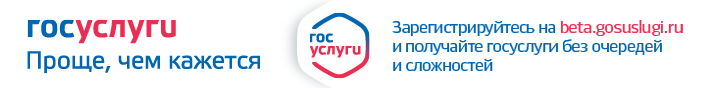 госуслуги
Проще, чем кажется
гос
услуги
Зарегистрируйтесь на beta.gosuslugi.ru
и получайте госуслуги без очередей
и сложностей